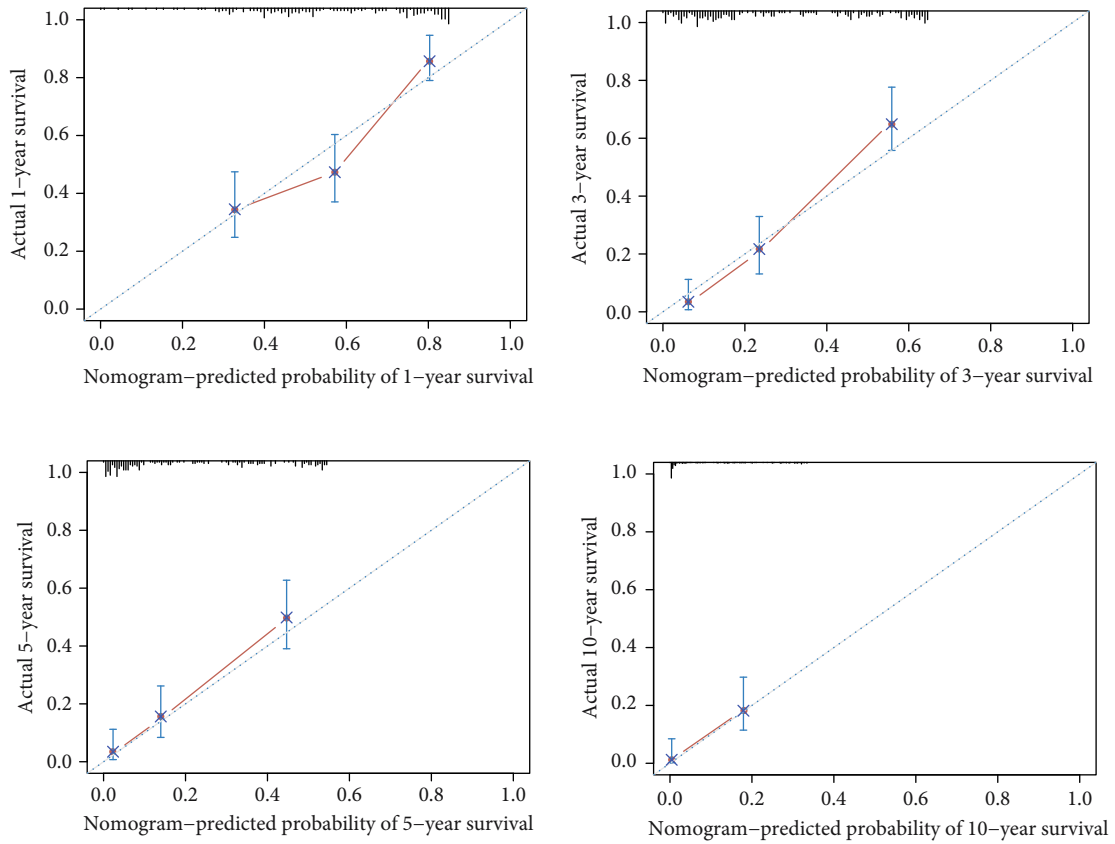 1.0
0.8
0.6
0.4
0.2
0.0
Actual 1−year survival
0.0 0.2 0.4 0.6 0.8 1.0
Nomogram−predicted probability of 1−year survival
1.0
0.8
0.6
0.4
0.2
0.0
Actual 3−year survival
0.0 0.2 0.4 0.6 0.8 1.0
Nomogram−predicted probability of 3−year survival
1.0
0.8
0.6
0.4
0.2
0.0
Actual 5−year survival
0.0 0.2 0.4 0.6 0.8 1.0
Nomogram−predicted probability of 5−year survival
1.0
0.8
0.6
0.4
0.2
0.0
Actual 10−year survival
0.0 0.2 0.4 0.6 0.8 1.0
Nomogram−predicted probability of 10−year survival